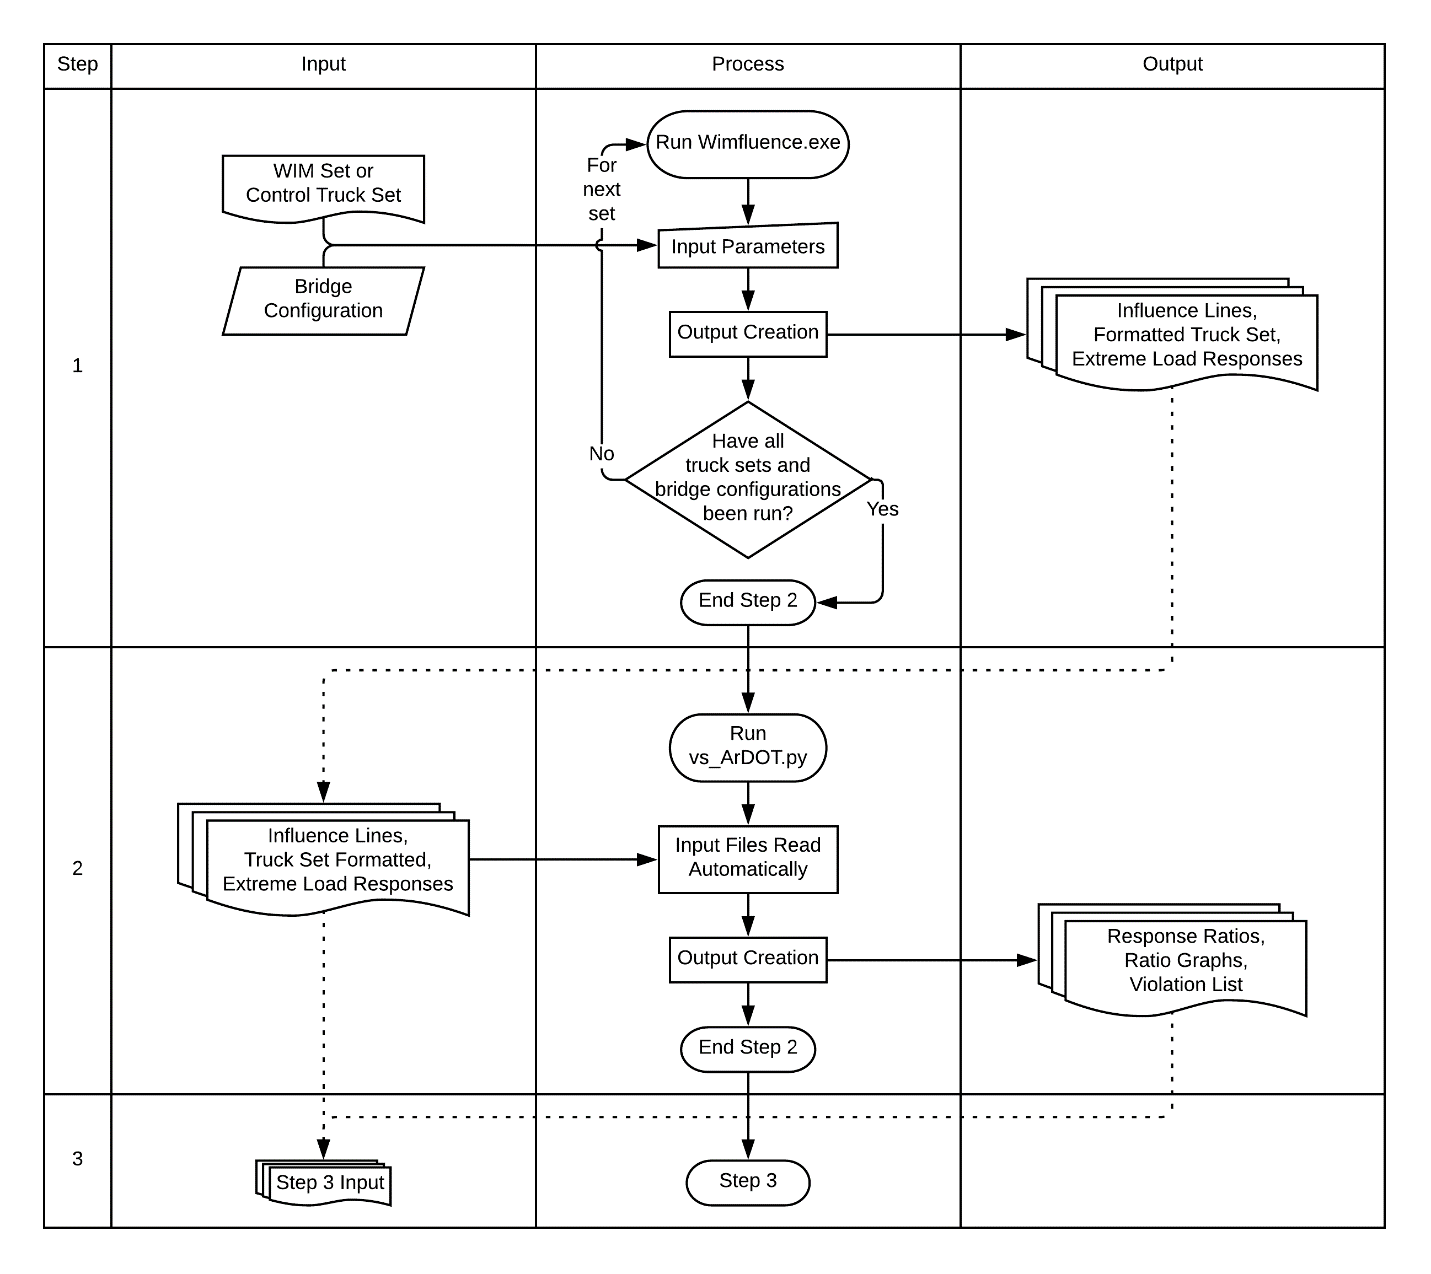 Step
Input
Process
Output
1
WIM Set or
Control Truck Set
Bridge
Configuration
Run Wimfluence.exe
For
next
set
Input Parameters
Output Creation
Have all
truck sets and
bridge configurations
been run?
No
Yes
End Step 2
Influence Lines,
Formatted Truck Set,
Extreme Load Responses
2
Influence Lines,
Truck Set Formatted,
Extreme Load Responses
Run
vs_ArDOT.py
Input Files Read
Automatically
Output Creation
End Step 2
Response Ratios,
Ratio Graphs,
Violation List
3
Step 3 Input
Step 3